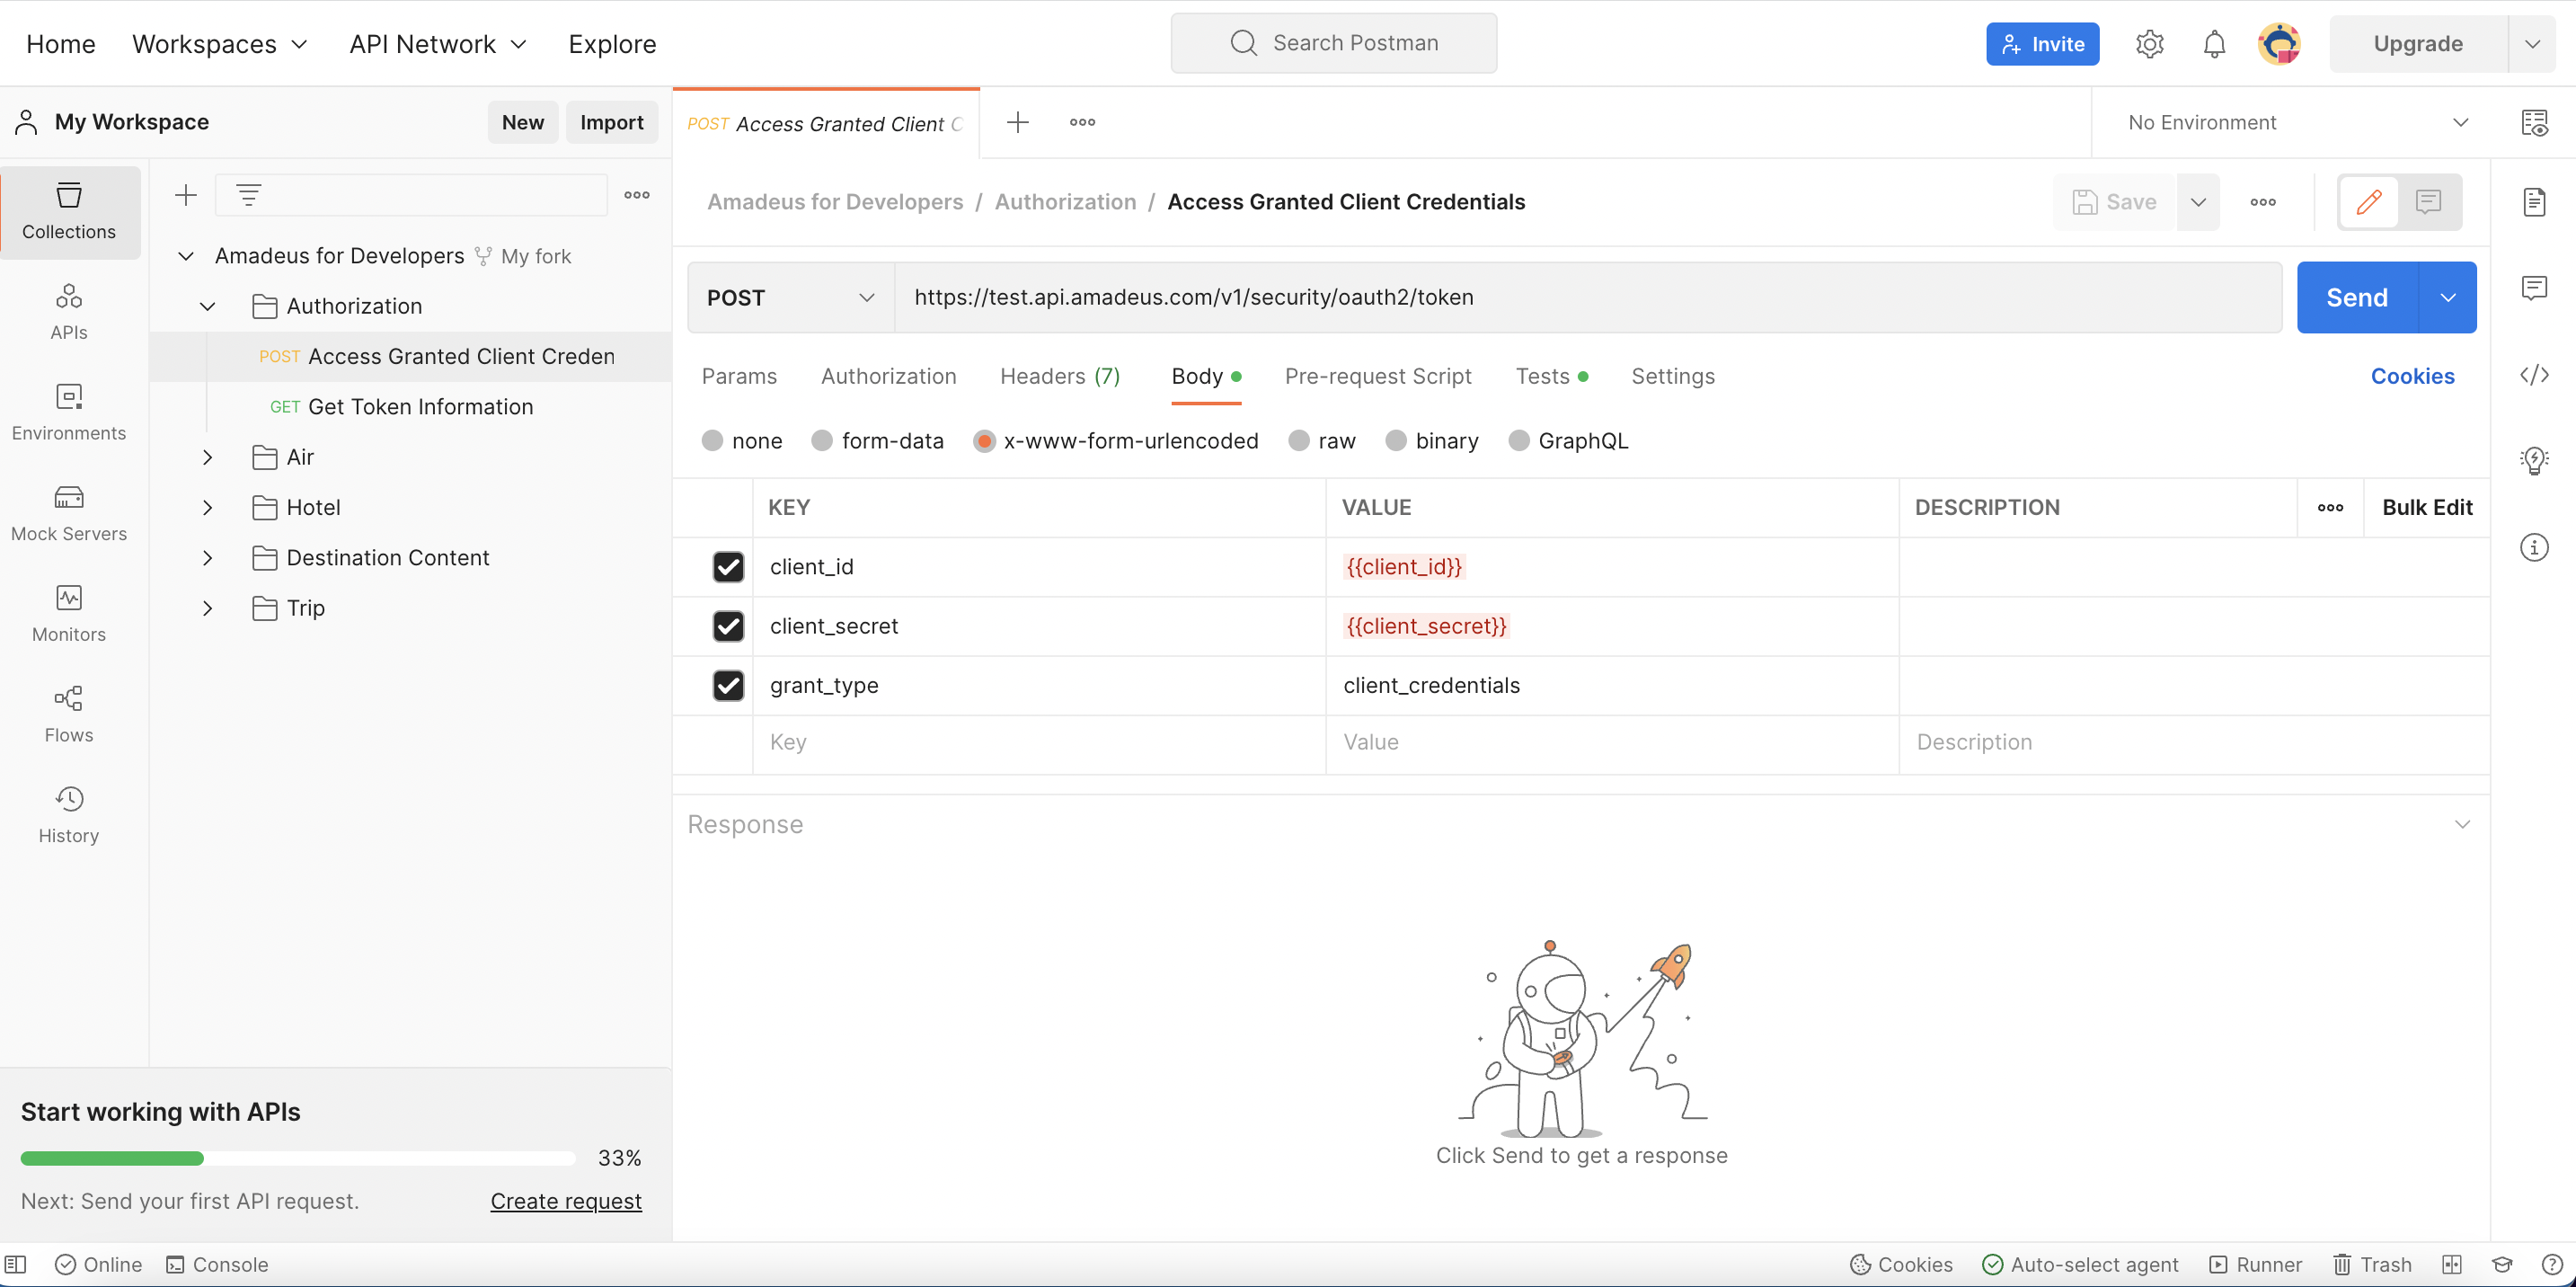 Home Workspaces API Network Explore Search Postman Invite Upgrade
My Workspace New Import POST Access Granted Client C No Environment
Collections
APIs
Environments
Mock Servers
Monitors
Flows
History
Amadeus for Developers My fork
Authorization
POST Access Granted Client Creden
GET Get Token Information
Air
Hotel
Destination Content
Trip
Start working with APIs
33%
Next: Send your first API request. Create request
Amadeus for Developers / Authorization / Access Granted Client Credentials Save
POST https://test.api.amadeus.com/v1/security/oauth2/token Send
Params Authorization Headers (7) Body Pre-request Script Tests Settings Cookies
none form-data x-www-form-urlencoded raw binary GraphQL
KEY VALUE DESCRIPTION Bulk Edit
client_id {{client_id}}
client_secret {{client_secret}}
grant_type client_credentials
Key Value Description
Response
Click Send to get a response
Online Console Cookies Auto-select agent Runner Trash